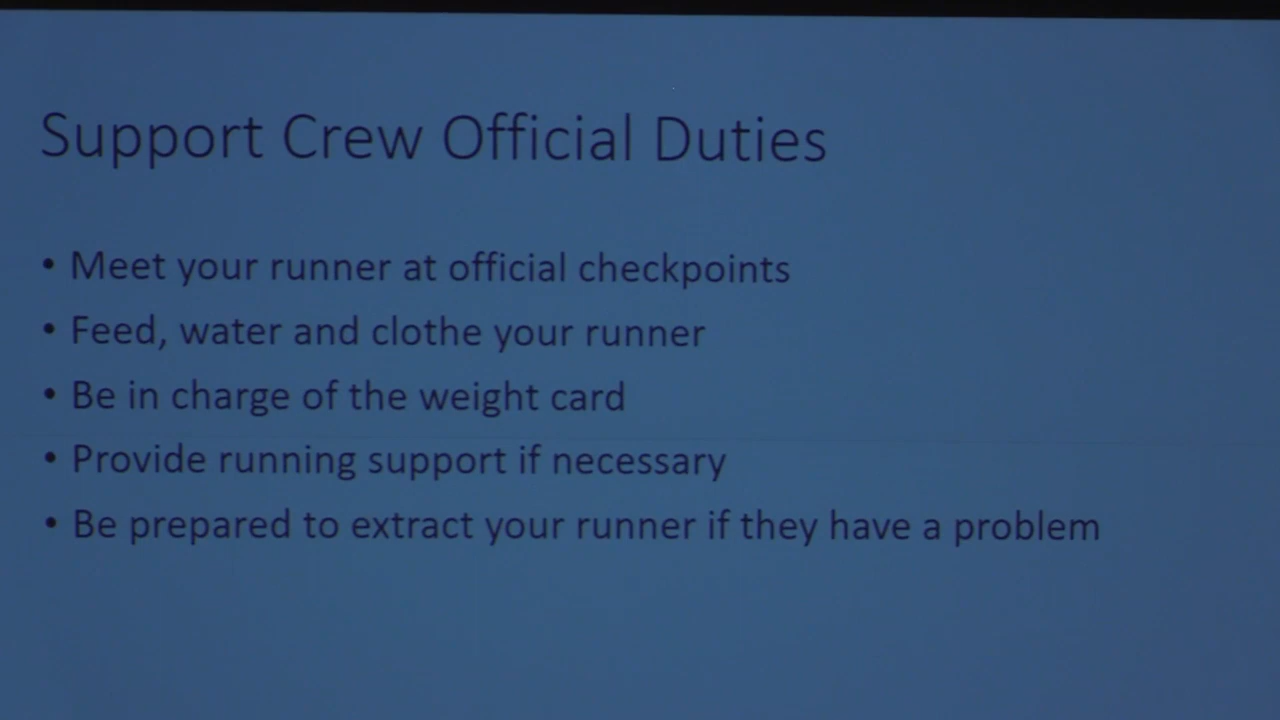 Support Crew Official Duties
• Meet your runner at official checkpoints
• Feed, water and clothe your runner
• Be in charge of the weight card
• Provide running support if necessary
• Be prepared to extract your runner if they have a problem